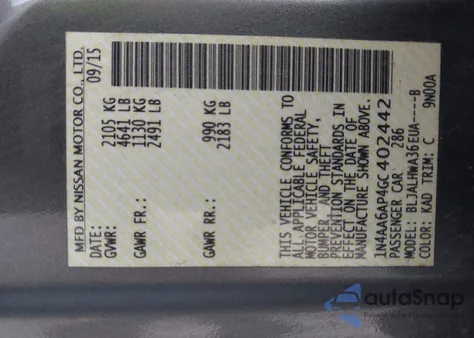 MFD BY NISSAN MOTOR CO., LTD.
DATE: 09/15
GVWR: 2105 KG
4641 LB
GAWR FR.: 1130 KG
2491 LB
GAWR RR.: 990 KG
2183 LB
THIS VEHICLE CONFORMS TO
ALL APPLICABLE FEDERAL
MOTOR VEHICLE SAFETY,
BUMPER, AND THEFT
PREVENTION STANDARDS IN
EFFECT ON THE DATE OF
MANUFACTURE SHOWN ABOVE.
1N4AA6AP4GC402442
PASSENGER CAR 286
MODEL: BLJALHWA36EUA----B
COLOR: KAD TRIM: C 9N00A
autoSnap